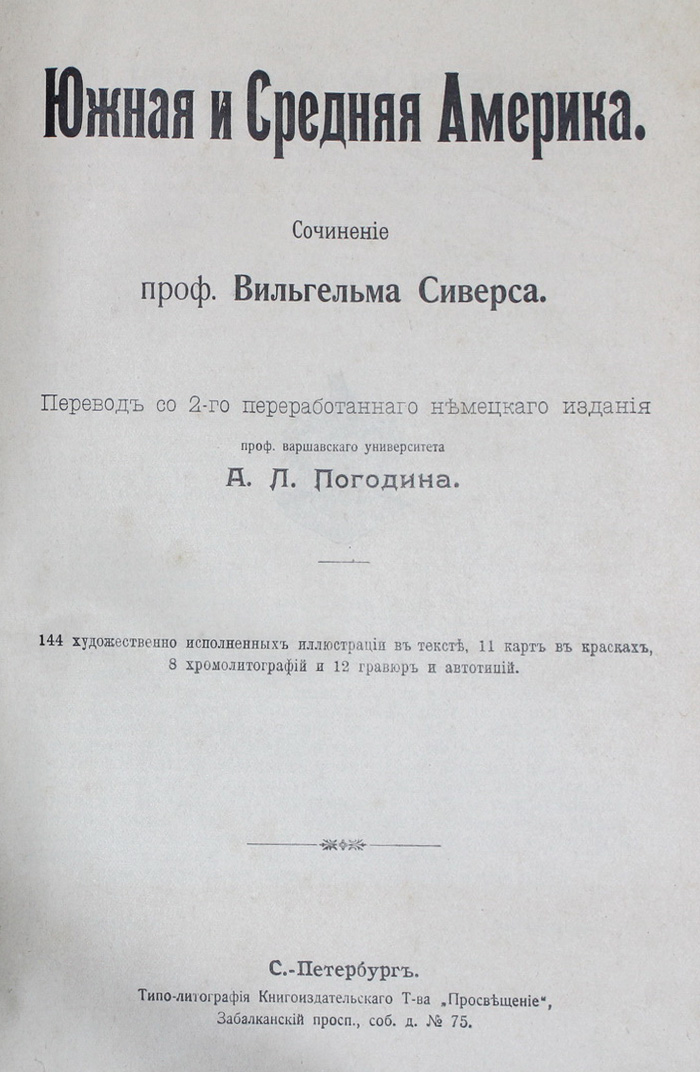 Южная и Средняя Америка.
Сочиненіе
проф. Вильгельма Сиверса.
Переводъ со 2-го переработаннаго нѣмецкаго изданія
проф. варшавскаго университета
А. Л. Погодина.
144 художественно исполненныхъ иллюстраціи въ текстѣ, 11 картъ въ краскахъ,
8 хромолитографій и 12 гравюръ и автотипій.
С.-Петербургъ.
Типо-литографія Книгоиздательскаго Т-ва „Просвѣщеніе“,
Забалканскій просп., соб. д. № 75.